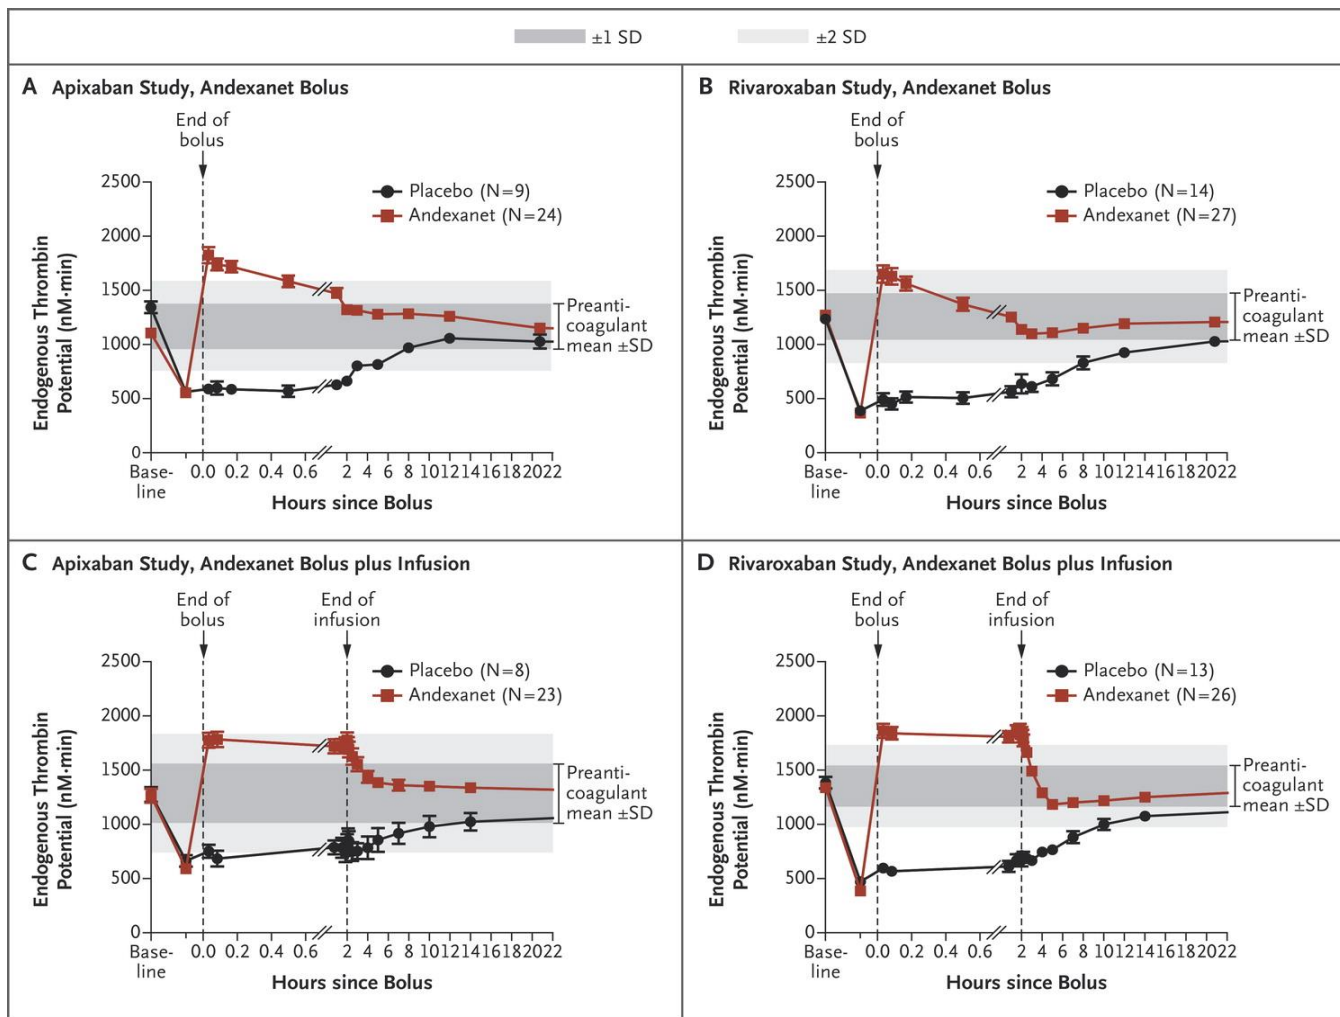 ±1 SD
±2 SD
A Apixaban Study, Andexanet Bolus
End of
bolus
Placebo (N=9)
Andexanet (N=24)
Endogenous Thrombin
Potential (nM·min)
2500
2000
1500
1000
500
0
Preanti-
coagulant
mean ±SD
Base-
line
0.0 0.2 0.4 0.6 2 4 6 8 10 12 14 16 18 20 22
Hours since Bolus
B Rivaroxaban Study, Andexanet Bolus
End of
bolus
Placebo (N=14)
Andexanet (N=27)
Endogenous Thrombin
Potential (nM·min)
2500
2000
1500
1000
500
0
Preanti-
coagulant
mean ±SD
Base-
line
0.0 0.2 0.4 0.6 2 4 6 8 10 12 14 16 18 20 22
Hours since Bolus
C Apixaban Study, Andexanet Bolus plus Infusion
End of
bolus
End of
infusion
Placebo (N=8)
Andexanet (N=23)
Endogenous Thrombin
Potential (nM·min)
2500
2000
1500
1000
500
0
Preanti-
coagulant
mean ±SD
Base-
line
0.0 0.2 0.4 0.6 2 4 6 8 10 12 14 16 18 20 22
Hours since Bolus
D Rivaroxaban Study, Andexanet Bolus plus Infusion
End of
bolus
End of
infusion
Placebo (N=13)
Andexanet (N=26)
Endogenous Thrombin
Potential (nM·min)
2500
2000
1500
1000
500
0
Preanti-
coagulant
mean ±SD
Base-
line
0.0 0.2 0.4 0.6 2 4 6 8 10 12 14 16 18 20 22
Hours since Bolus